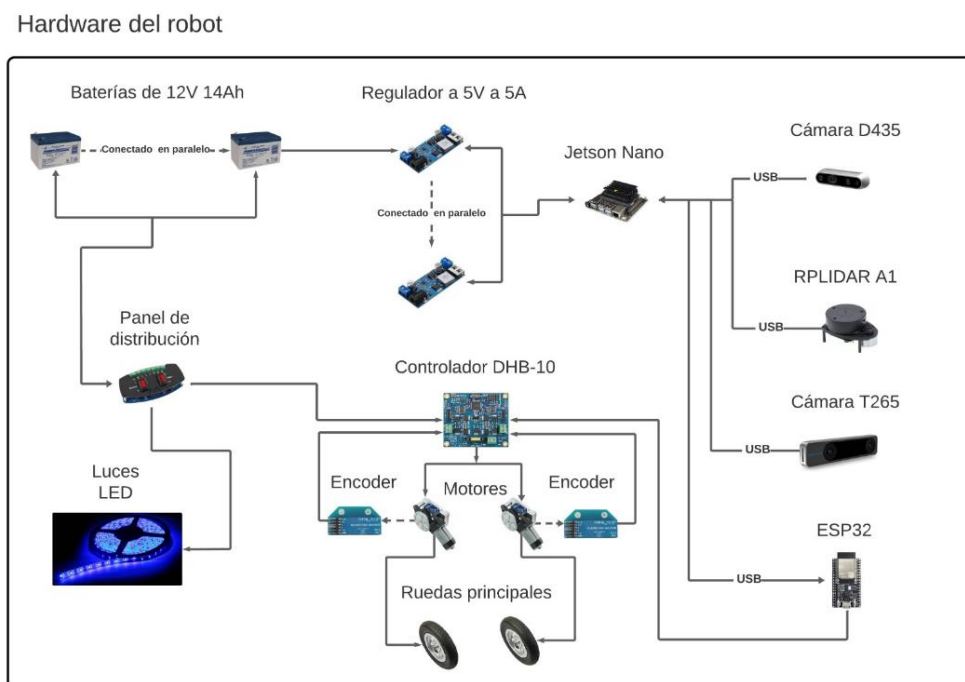 Hardware del robot
Baterías de 12V 14Ah
Regulador a 5V a 5A
Cámara D435
Jetson Nano
Conectado en paralelo
USB
Conectado en paralelo
RPLIDAR A1
USB
Panel de
distribución
Controlador DHB-10
Cámara T265
USB
Luces
LED
Encoder
Motores
Encoder
ESP32
USB
Ruedas principales